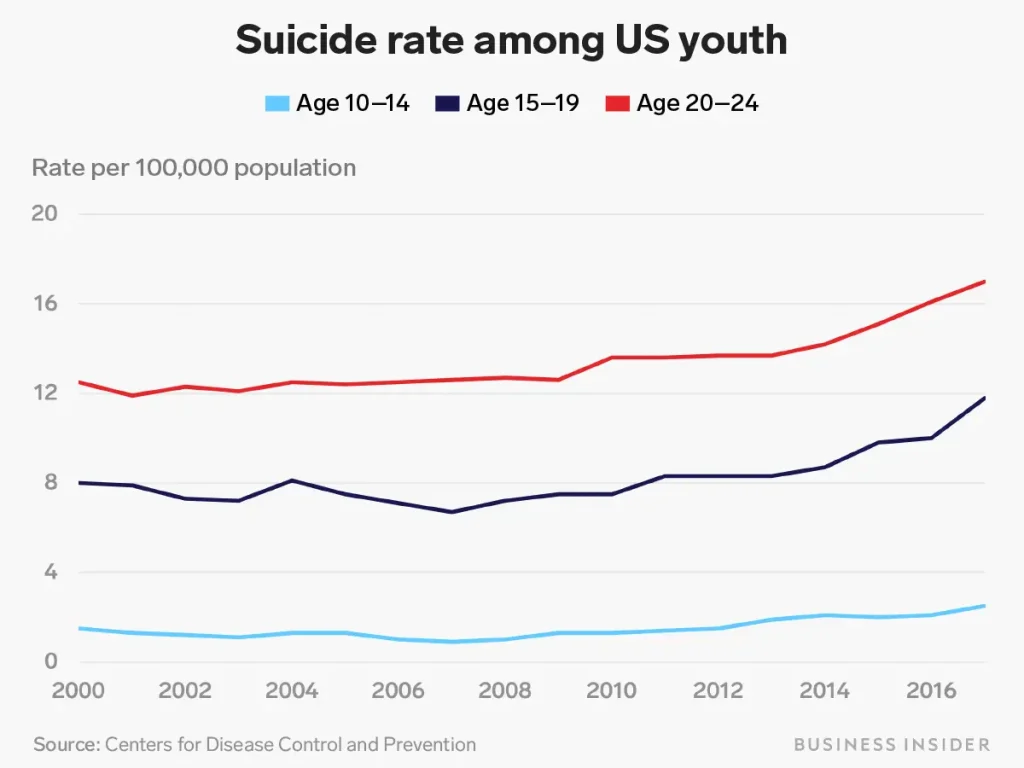 Suicide rate among US youth
Age 10–14 Age 15–19 Age 20–24
Rate per 100,000 population
20
16
12
8
4
0
2000 2002 2004 2006 2008 2010 2012 2014 2016
Source: Centers for Disease Control and Prevention BUSINESS INSIDER